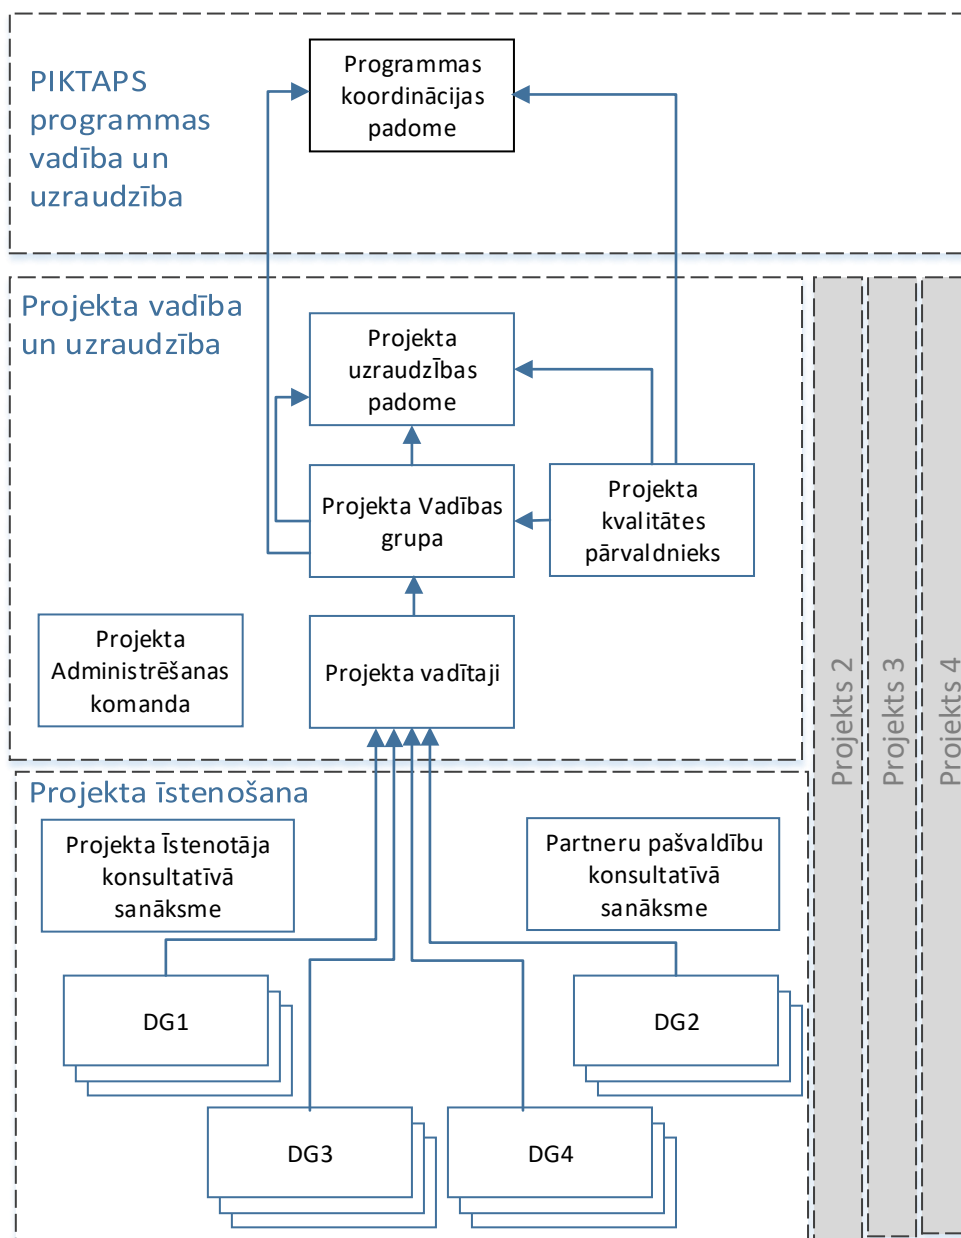 PIKTAPS
programmas
vadība un
uzraudzība
Programmas
koordinācijas
padome
Projekta vadība
un uzraudzība
Projekta
uzraudzības
padome
Projekta Vadības
grupa
Projekta
kvalitātes
pārvaldnieks
Projekta
Administrēšanas
komanda
Projekta vadītaji
Projekts 2
Projekts 3
Projekts 4
Projekta īstenošana
Projekta Īstenotāja
konsultatīvā
sanāksme
Partneru pašvaldību
konsultatīvā
sanāksme
DG1
DG2
DG3
DG4